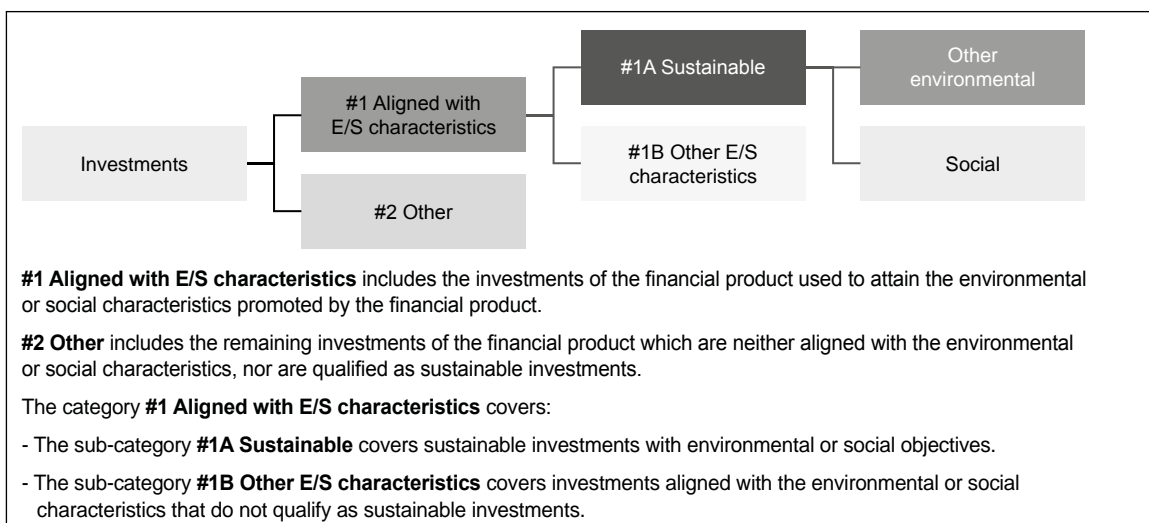 Investments
#1 Aligned with
E/S characteristics
#2 Other
#1A Sustainable
#1B Other E/S
characteristics
Other
environmental
Social
#1 Aligned with E/S characteristics includes the investments of the financial product used to attain the environmental
or social characteristics promoted by the financial product.
#2 Other includes the remaining investments of the financial product which are neither aligned with the environmental
or social characteristics, nor are qualified as sustainable investments.
The category #1 Aligned with E/S characteristics covers:
- The sub-category #1A Sustainable covers sustainable investments with environmental or social objectives.
- The sub-category #1B Other E/S characteristics covers investments aligned with the environmental or social
characteristics that do not qualify as sustainable investments.